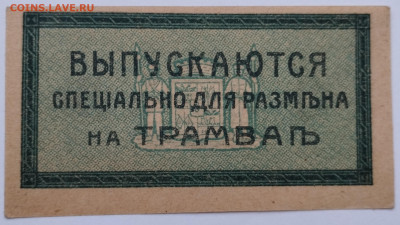 COINS.LAVE.RU
ВЫПУСКАЮТСЯ
СПЕЦІАЛЬНО ДЛЯ РАЗМѢНА
НА ТРАМВАѢ